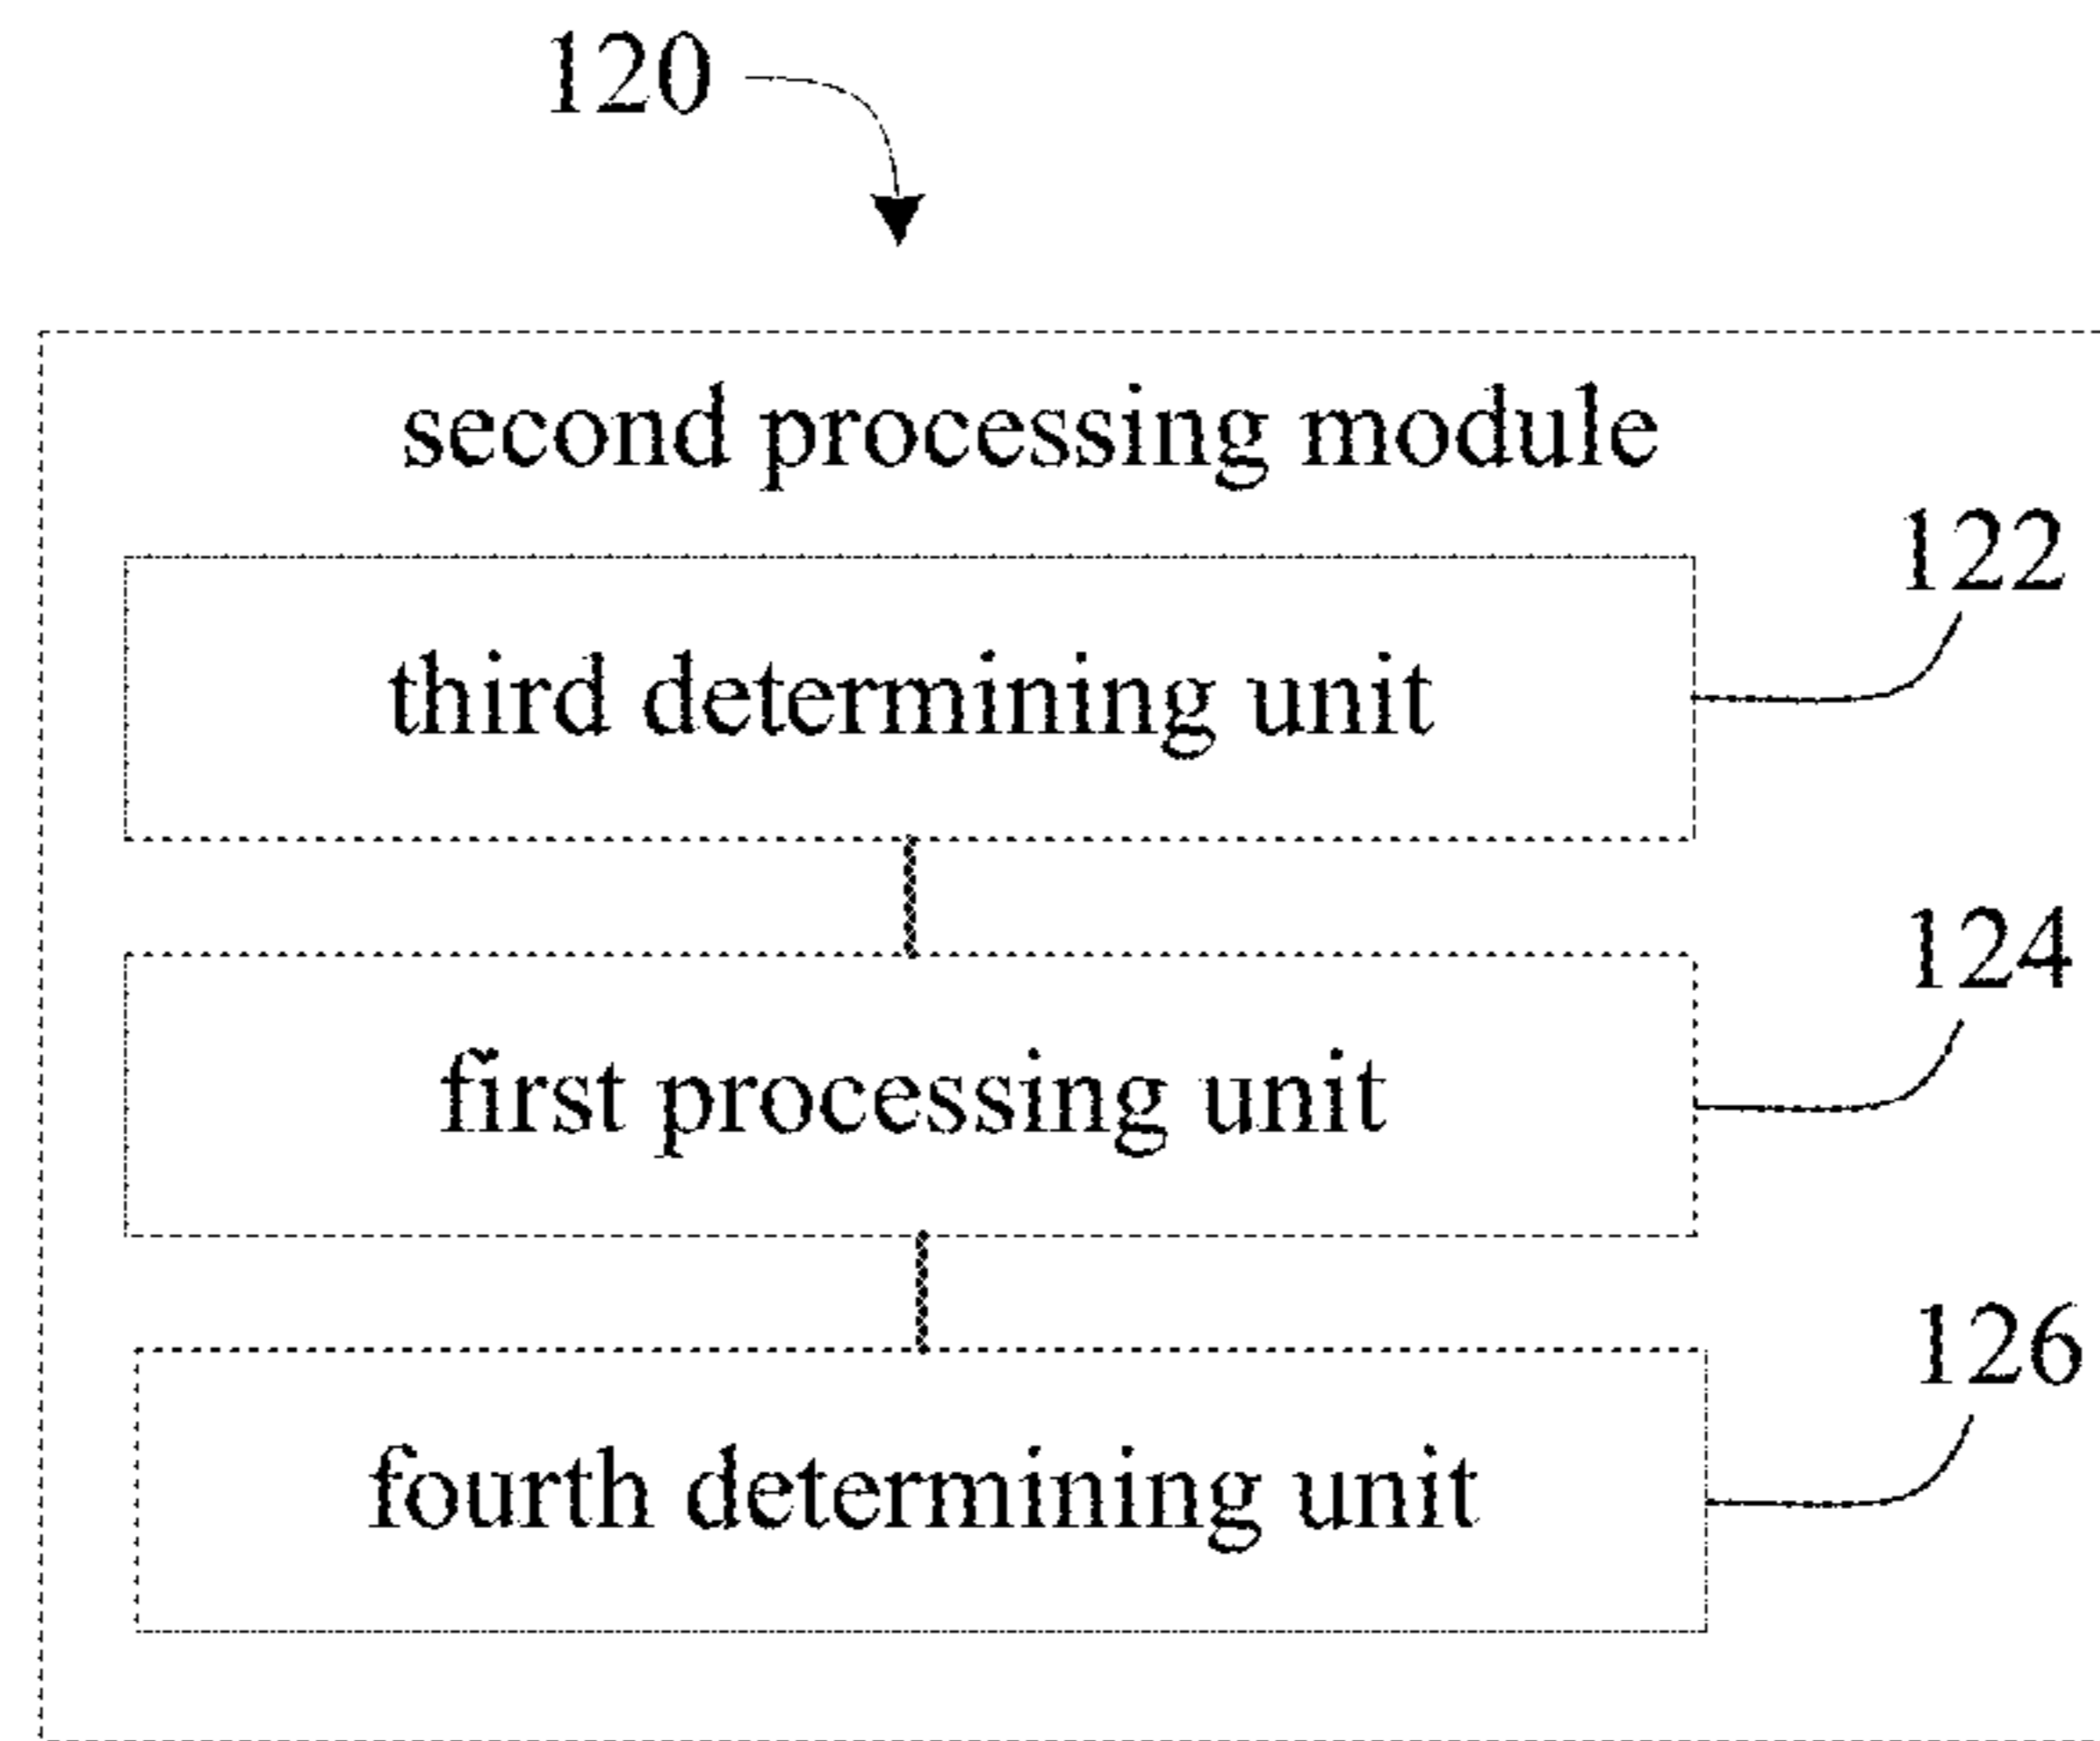 120
second processing module
122
third determining unit
124
first processing unit
126
fourth determining unit